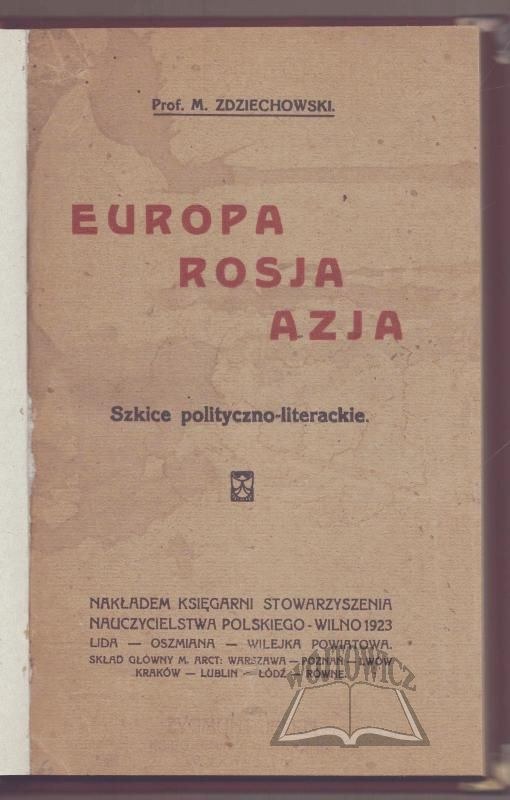 Prof. M. ZDZIECHOWSKI.
EUROPA
ROSJA
AZJA
Szkice polityczno-literackie.
NAKŁADEM KSIĘGARNI STOWARZYSZENIA
NAUCZYCIELSTWA POLSKIEGO - WILNO 1923
LIDA — OSZMIANA — WILEJKA POWIATOWA.
SKŁAD GŁÓWNY M. ARCT: WARSZAWA — POZNAŃ — LWÓW
KRAKÓW — LUBLIN — ŁÓDŹ — RÓWNE.
WÓJTOWICZ